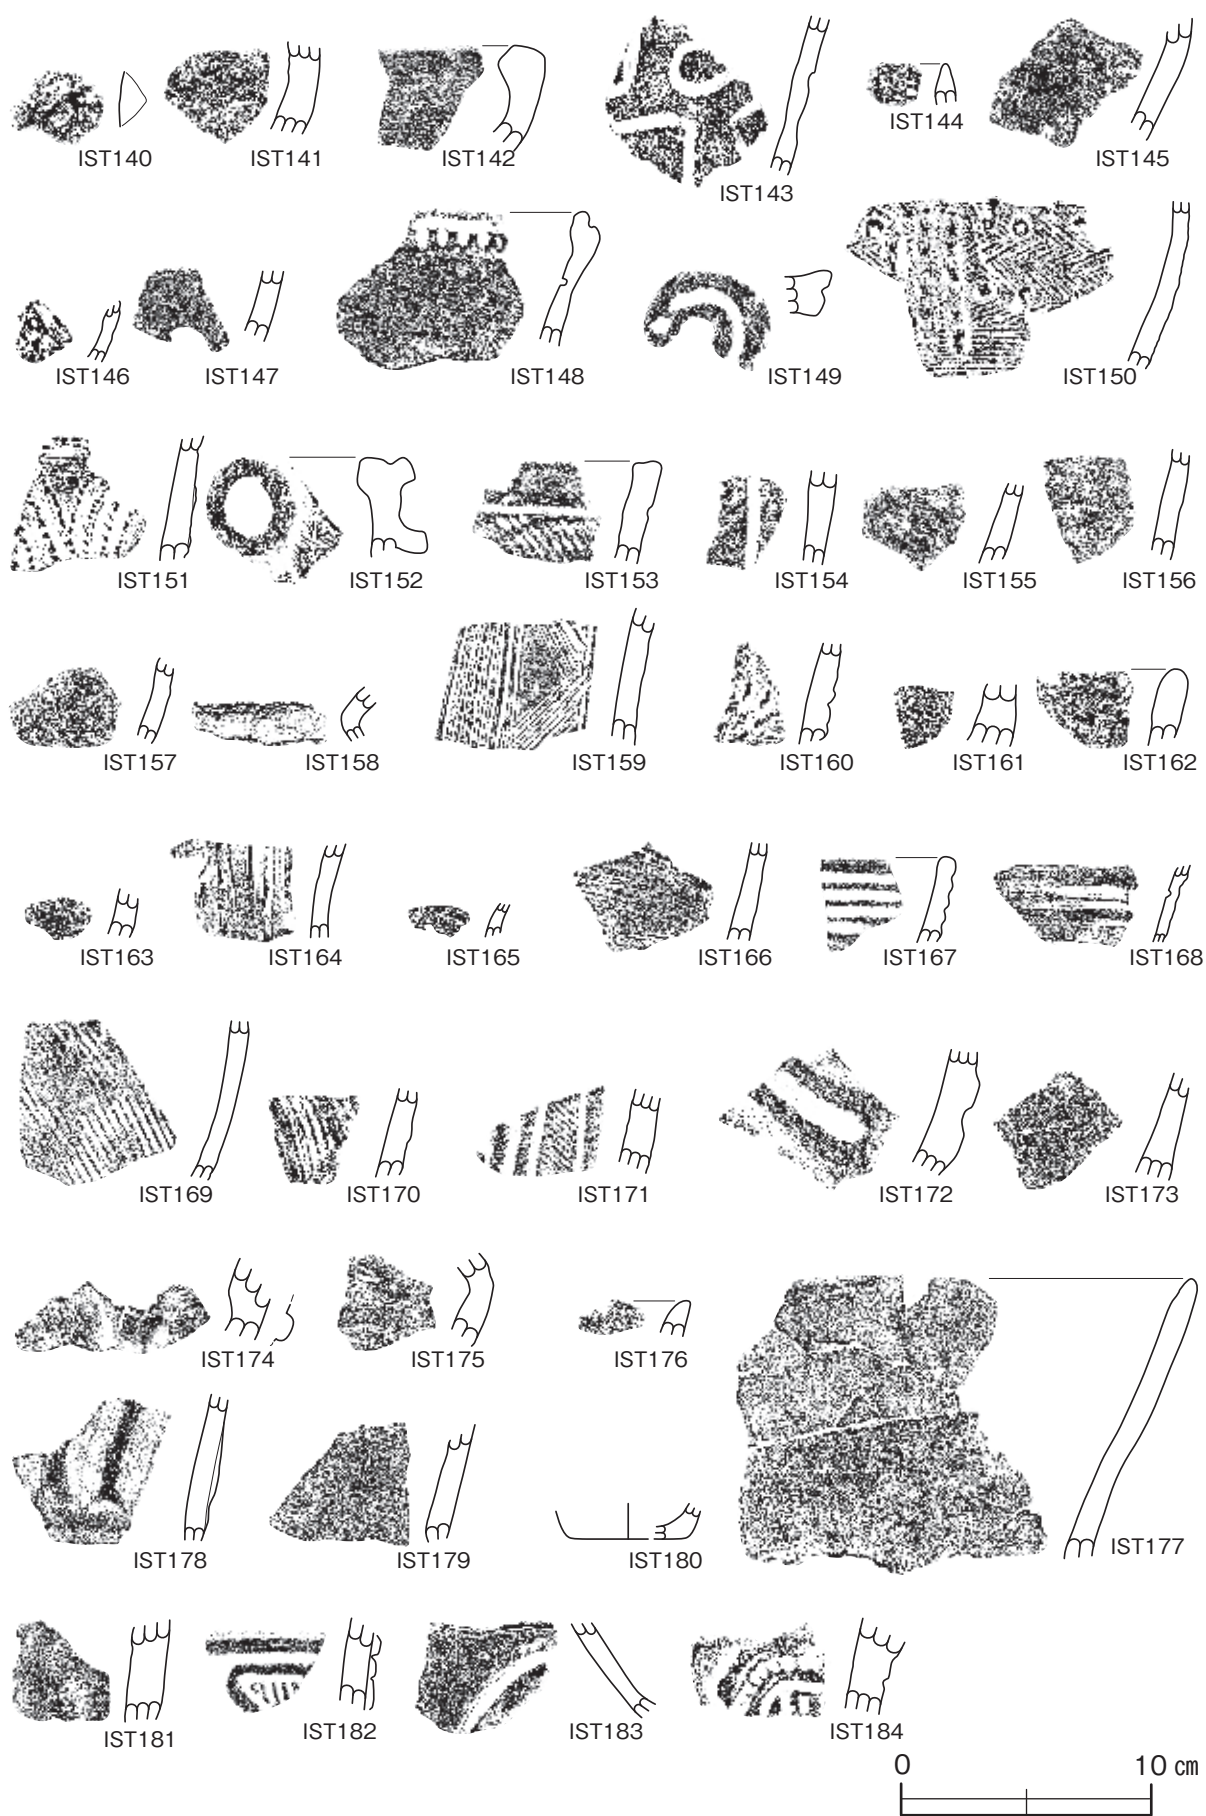 IST140 IST141 IST142 IST143 IST144 IST145
IST146 IST147 IST148 IST149 IST150
IST151 IST152 IST153 IST154 IST155 IST156
IST157 IST158 IST159 IST160 IST161 IST162
IST163 IST164 IST165 IST166 IST167 IST168
IST169 IST170 IST171 IST172 IST173
IST174 IST175 IST176 IST177
IST178 IST179 IST180
IST181 IST182 IST183 IST184
0 10 ㎝